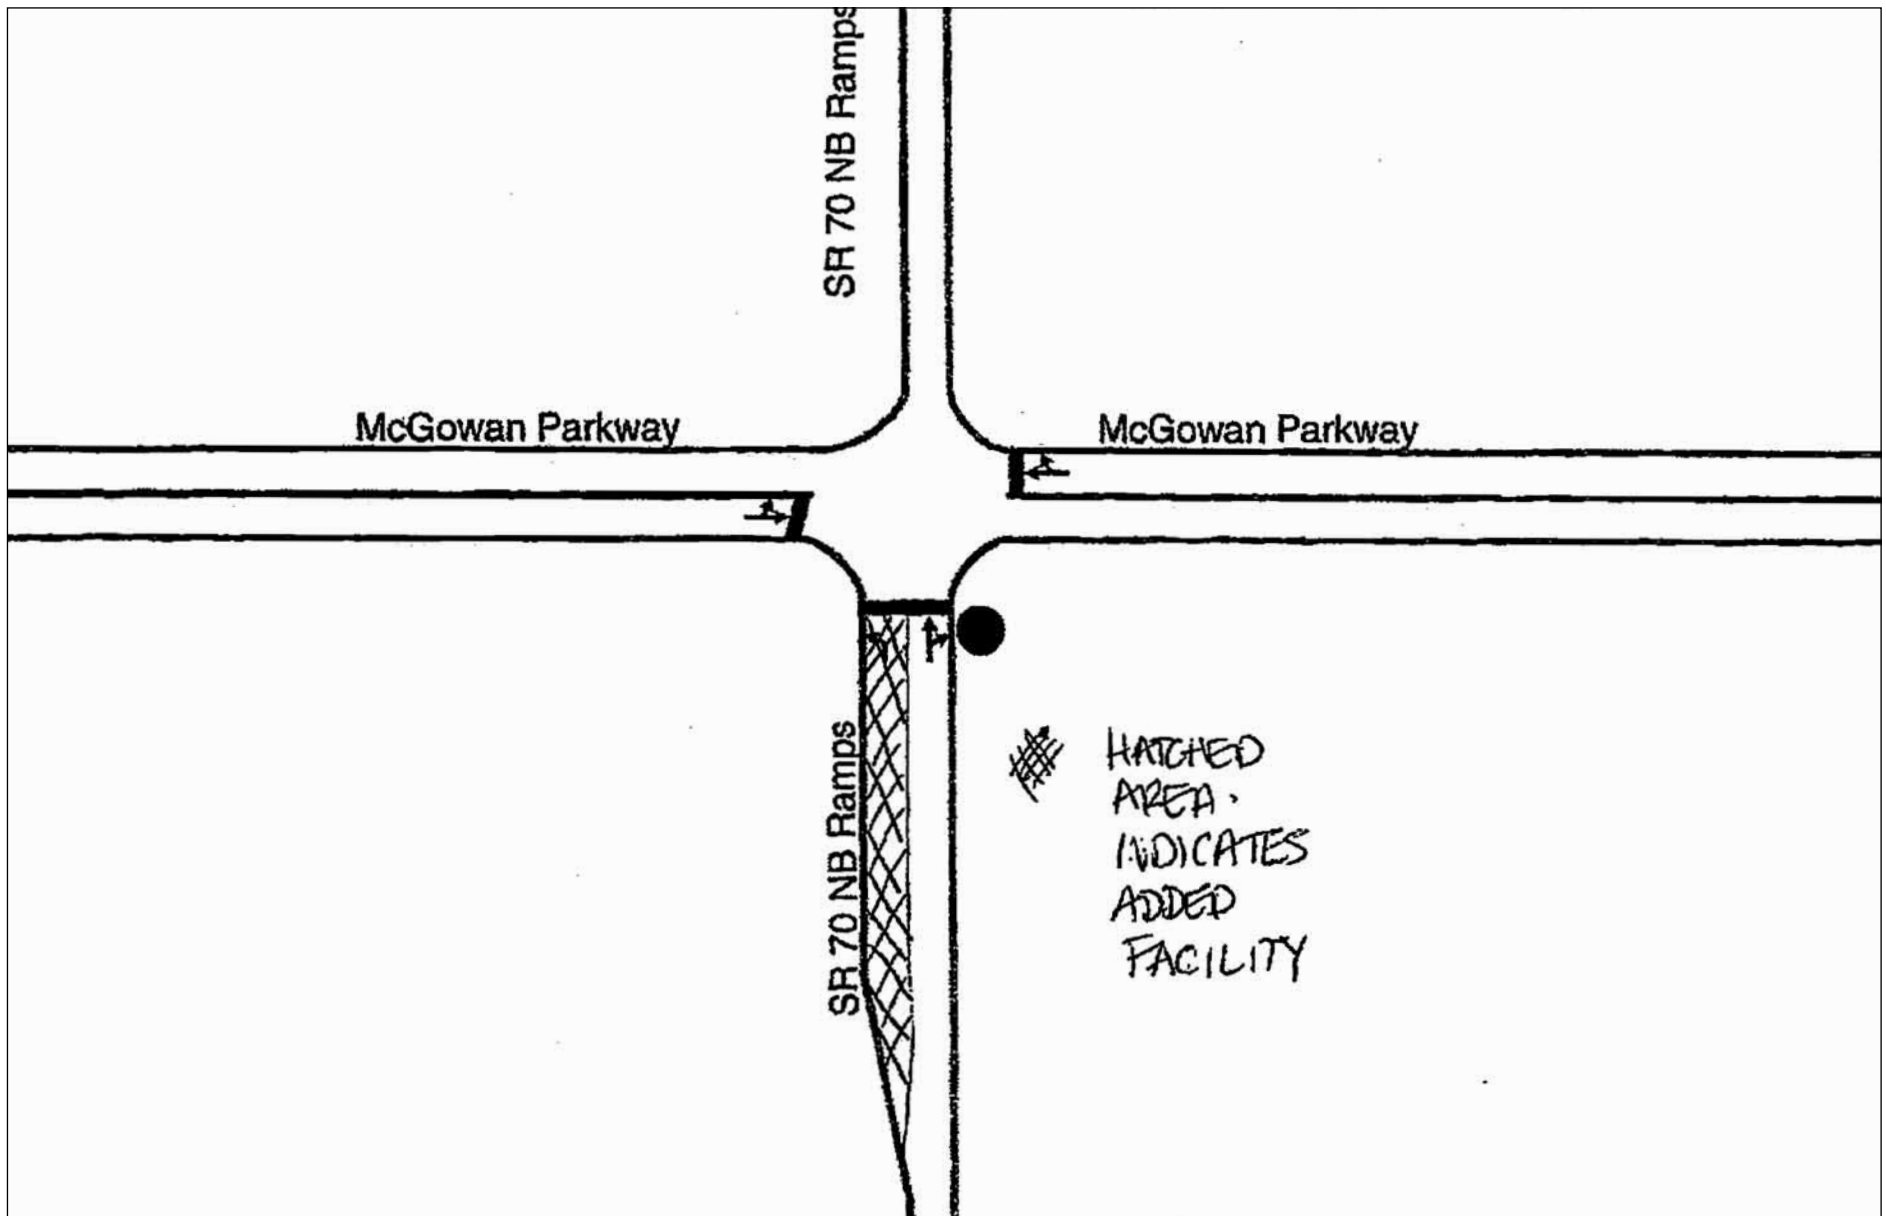 SR 70 NB Ramps
McGowan Parkway
McGowan Parkway
SR 70 NB Ramps
HATCHED
AREA.
INDICATES
ADDED
FACILITY